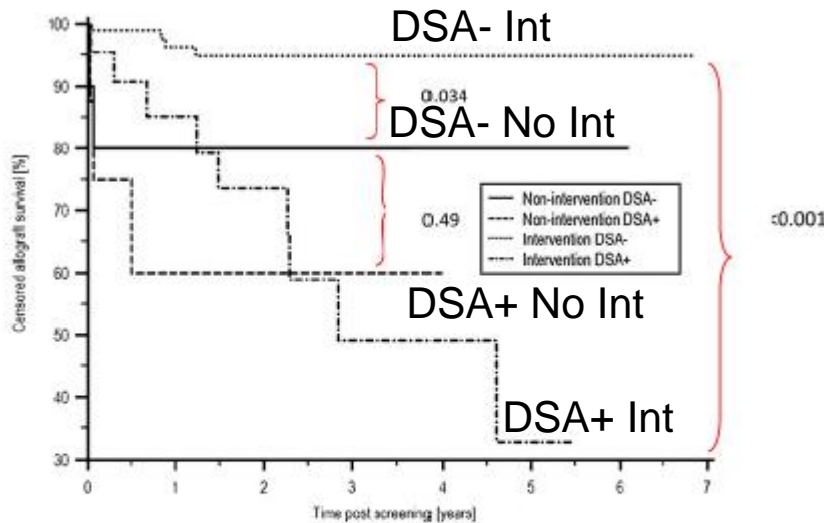 DSA- Int
100
90
80
70
60
50
40
30
Censored allograft survival [%]
0.034
DSA- No Int
0.49
Non-intervention DSA-
Non-intervention DSA+
Intervention DSA-
Intervention DSA+
<0.001
DSA+ No Int
DSA+ Int
0 1 2 3 4 5 6 7
Time post screening [years]